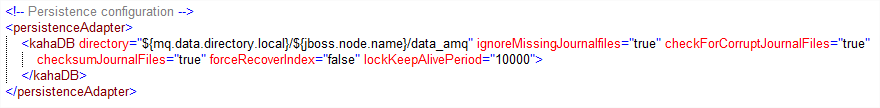 <!-- Persistence configuration -->
<persistenceAdapter>
<kahaDB directory="${mq.data.directory.local}/${jboss.node.name}/data_amq" ignoreMissingJournalfiles="true" checkForCorruptJournalFiles="true"
checksumJournalFiles="true" forceRecoverIndex="false" lockKeepAlivePeriod="10000">
</kahaDB>
</persistenceAdapter>